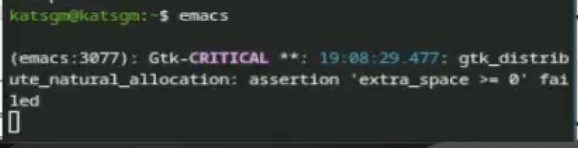 katsgm@katsgm:~$ emacs
(emacs:3077): Gtk-CRITICAL **: 19:08:29.477: gtk_distrib
ute_natural_allocation: assertion 'extra_space >= 0' fai
led